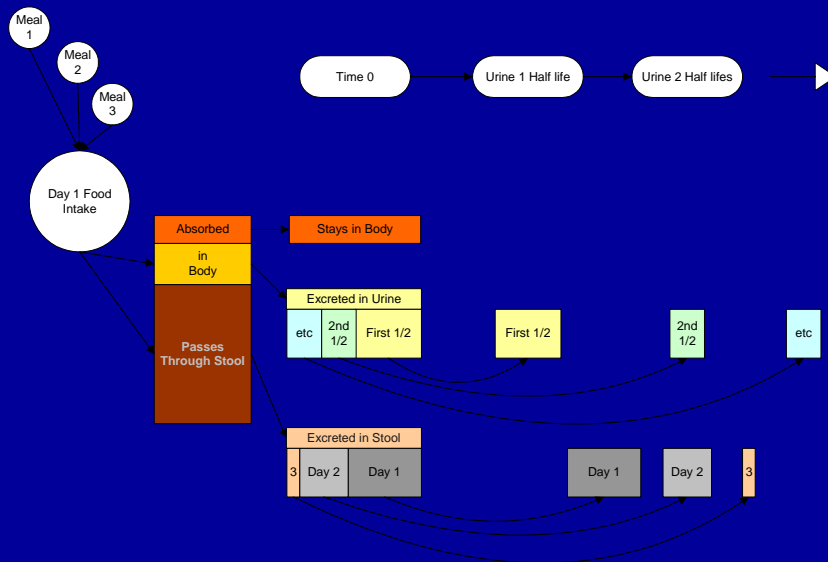 Meal
1
Meal
2
Meal
3
Time 0
Urine 1 Half life
Urine 2 Half lifes
Day 1 Food
Intake
Absorbed
in
Body
Stays in Body
Passes
Through Stool
Excreted in Urine
etc
2nd
1/2
First 1/2
First 1/2
2nd
1/2
etc
Excreted in Stool
3
Day 2
Day 1
Day 1
Day 2
3